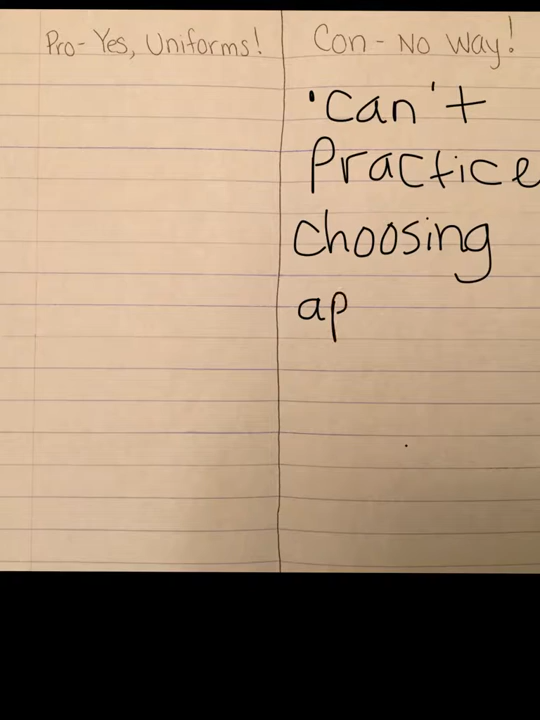 Pro- Yes, Uniforms!
Con - No Way!
• Can't
Practice
choosing
ap